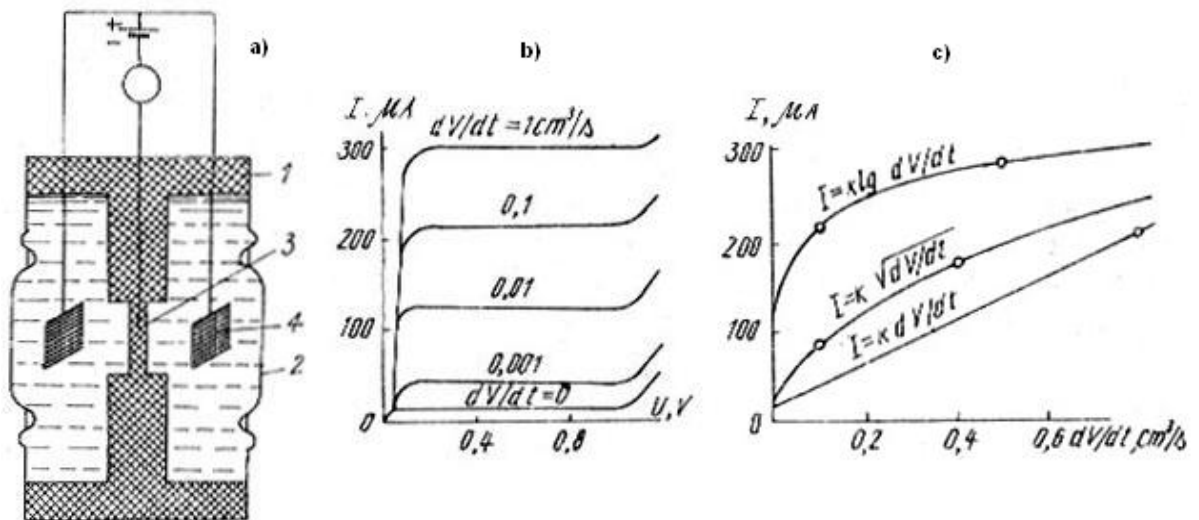 a)
+
−
1
3
4
2
b)
I. μA
dV/dt = 1cm³/s
300
0,1
200
0,01
100
0,001
dV/dt = 0
0
0,4
0,8
U, V
c)
I, μA
300
I=κ lg dV/dt
200
I=κ √dV/dt
100
I=κ dV/dt
0
0,2
0,4
0,6
dV/dt, cm³/s